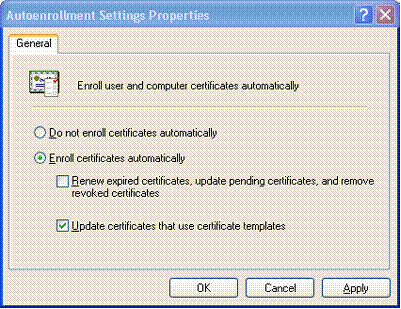 Autoenrollment Settings Properties
General
Enroll user and computer certificates automatically
Do not enroll certificates automatically
Enroll certificates automatically
Renew expired certificates, update pending certificates, and remove
revoked certificates
Update certificates that use certificate templates
OK Cancel Apply